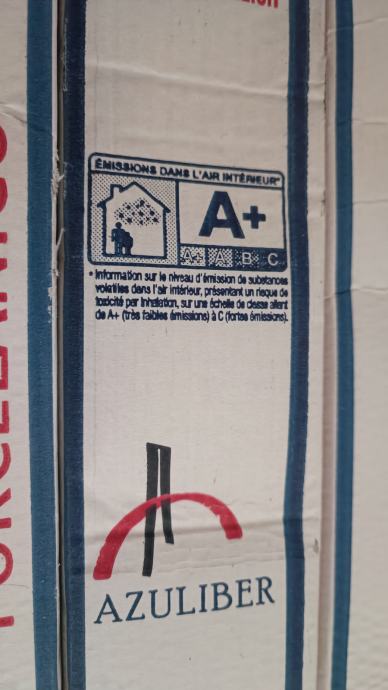 ÉMISSIONS DANS L'AIR INTÉRIEUR*
A+
A+ A B C
* Information sur le niveau d'émission de substances
volatiles dans l'air intérieur, présentant un risque de
toxicité par inhalation, sur une échelle de classe allant
de A+ (très faibles émissions) à C (fortes émissions).
AZULIBER